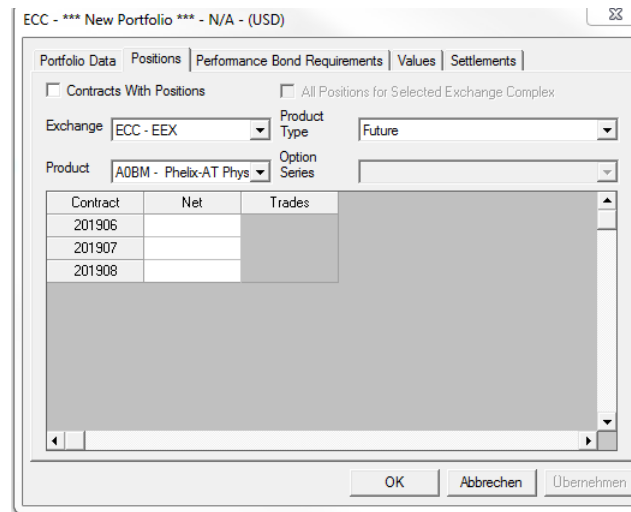 ECC - *** New Portfolio *** - N/A - (USD)
Portfolio Data Positions Performance Bond Requirements Values Settlements
Contracts With Positions All Positions for Selected Exchange Complex
Exchange ECC - EEX Product Type Future
Product A0BM - Phelix-AT Phys Option Series
Contract Net Trades
201906
201907
201908
OK Abbrechen Übernehmen